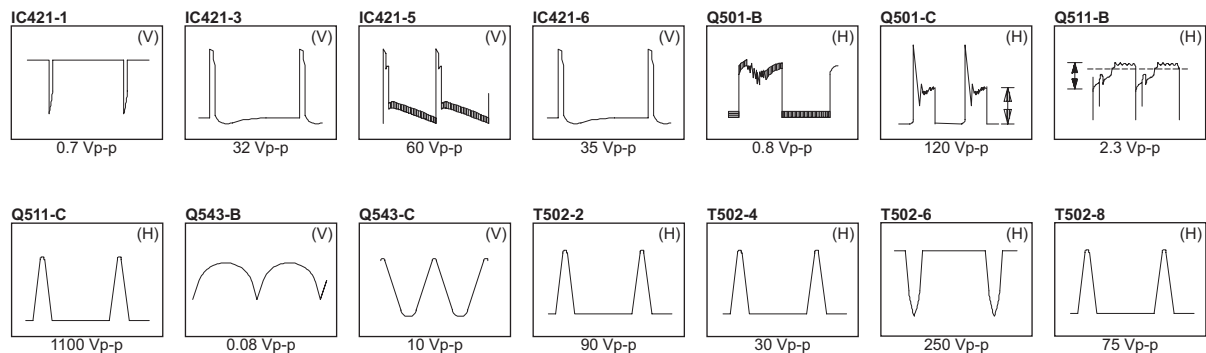 IC421-1 IC421-3 IC421-5 IC421-6 Q501-B Q501-C Q511-B
(V) (V) (V) (V) (H) (H) (H)
0.7 Vp-p 32 Vp-p 60 Vp-p 35 Vp-p 0.8 Vp-p 120 Vp-p 2.3 Vp-p
Q511-C Q543-B Q543-C T502-2 T502-4 T502-6 T502-8
(H) (V) (V) (H) (H) (H) (H)
1100 Vp-p 0.08 Vp-p 10 Vp-p 90 Vp-p 30 Vp-p 250 Vp-p 75 Vp-p